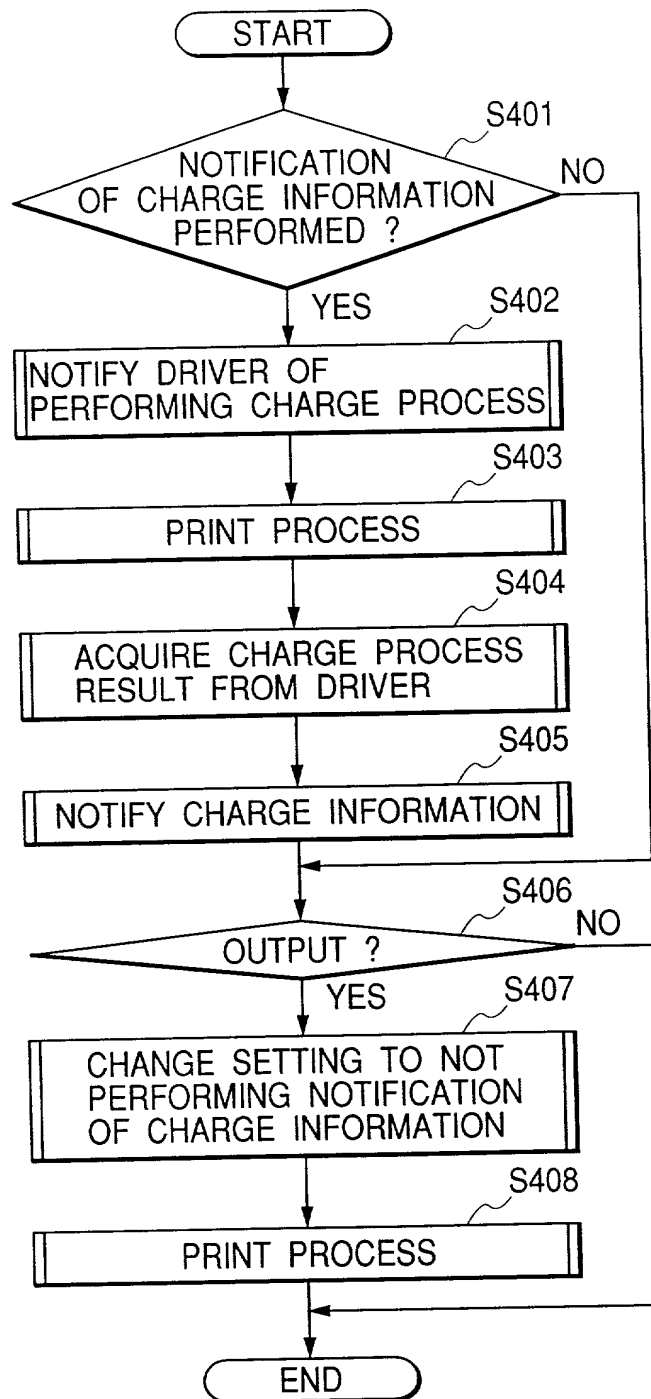 START
S401
NOTIFICATION
OF CHARGE INFORMATION
PERFORMED ?
NO
YES
S402
NOTIFY DRIVER OF
PERFORMING CHARGE PROCESS
S403
PRINT PROCESS
S404
ACQUIRE CHARGE PROCESS
RESULT FROM DRIVER
S405
NOTIFY CHARGE INFORMATION
S406
OUTPUT ?
NO
YES
S407
CHANGE SETTING TO NOT
PERFORMING NOTIFICATION
OF CHARGE INFORMATION
S408
PRINT PROCESS
END